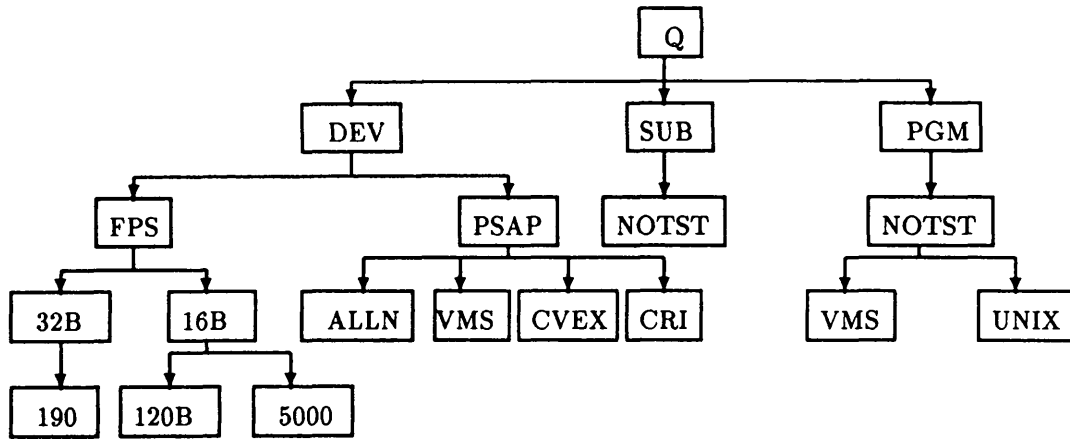 Q
DEV SUB PGM
FPS PSAP NOTST NOTST
32B 16B ALLN VMS CVEX CRI VMS UNIX
190 120B 5000